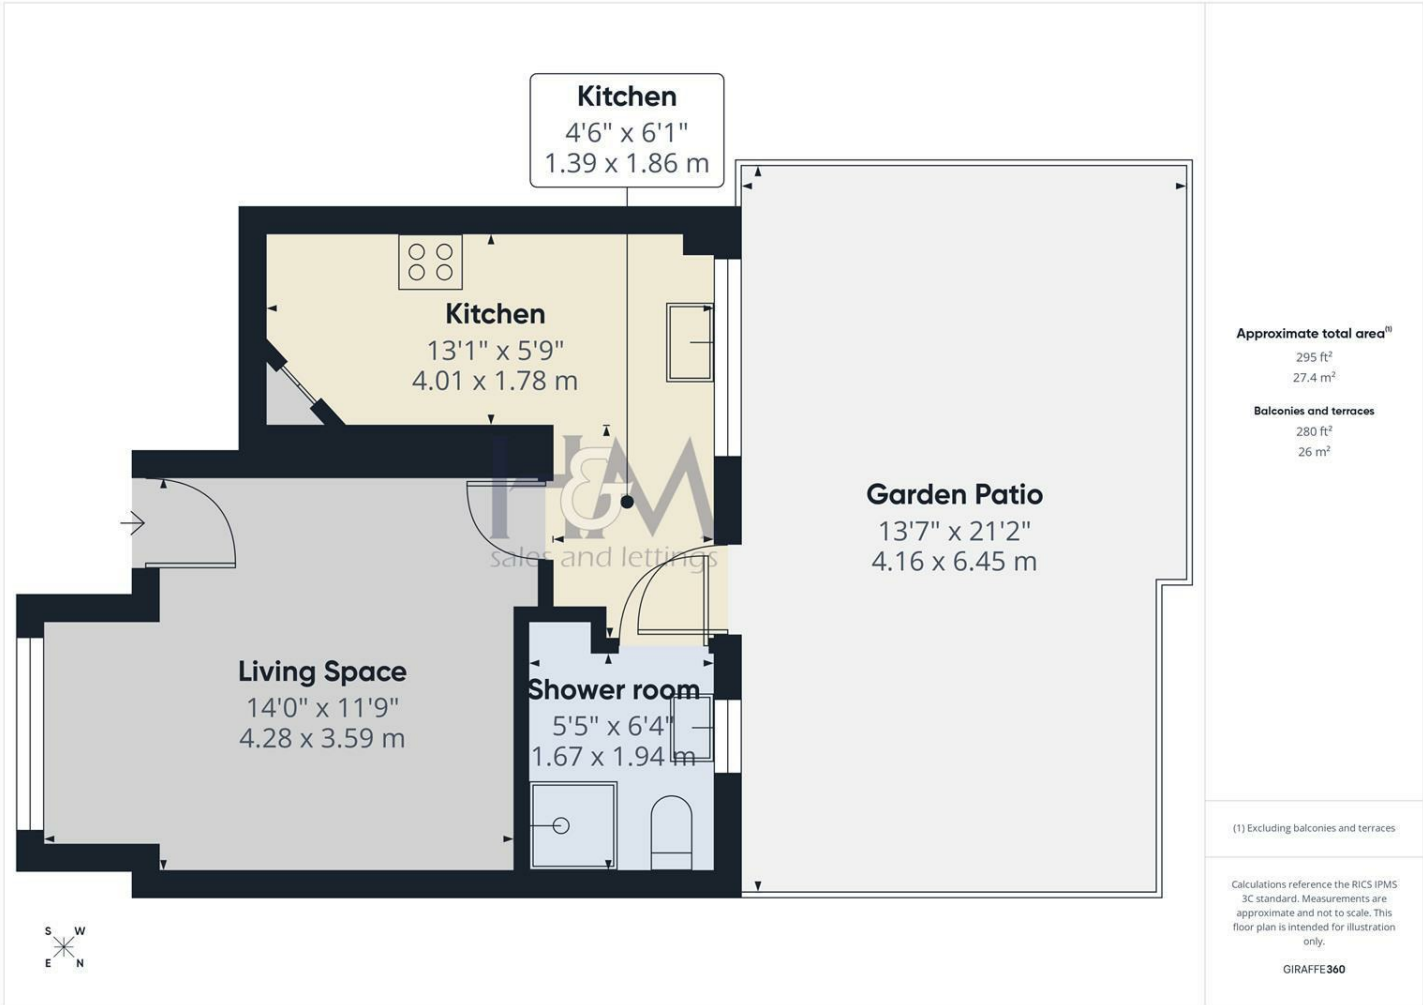 Kitchen
4'6" x 6'1"
1.39 x 1.86 m
Kitchen
13'1" x 5'9"
4.01 x 1.78 m
H&M
sales and lettings
Garden Patio
13'7" x 21'2"
4.16 x 6.45 m
Living Space
14'0" x 11'9"
4.28 x 3.59 m
Shower room
5'5" x 6'4"
1.67 x 1.94 m
S W
E N
Approximate total area(1)
295 ft²
27.4 m²
Balconies and terraces
280 ft²
26 m²
(1) Excluding balconies and terraces
Calculations reference the RICS IPMS
3C standard. Measurements are
approximate and not to scale. This
floor plan is intended for illustration
only.
GIRAFFE360